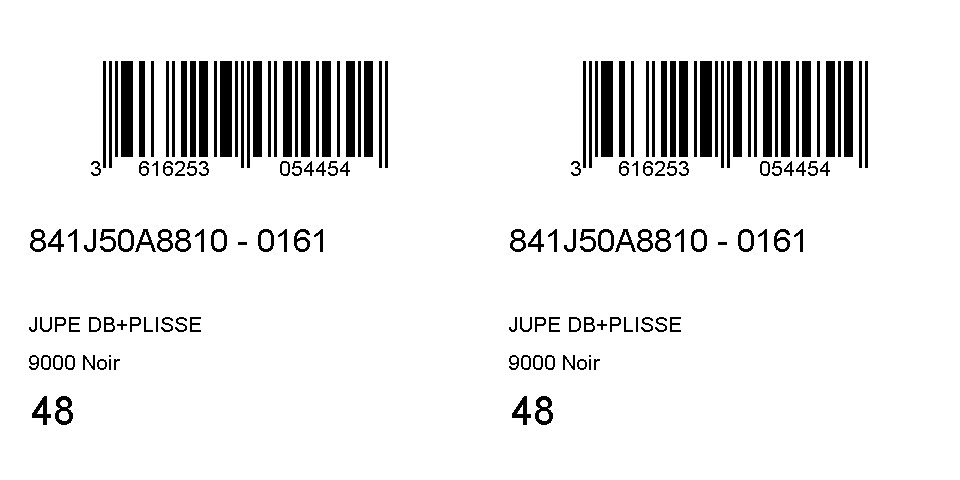 3 616253 054454
841J50A8810 - 0161
JUPE DB+PLISSE
9000 Noir
48
3 616253 054454
841J50A8810 - 0161
JUPE DB+PLISSE
9000 Noir
48